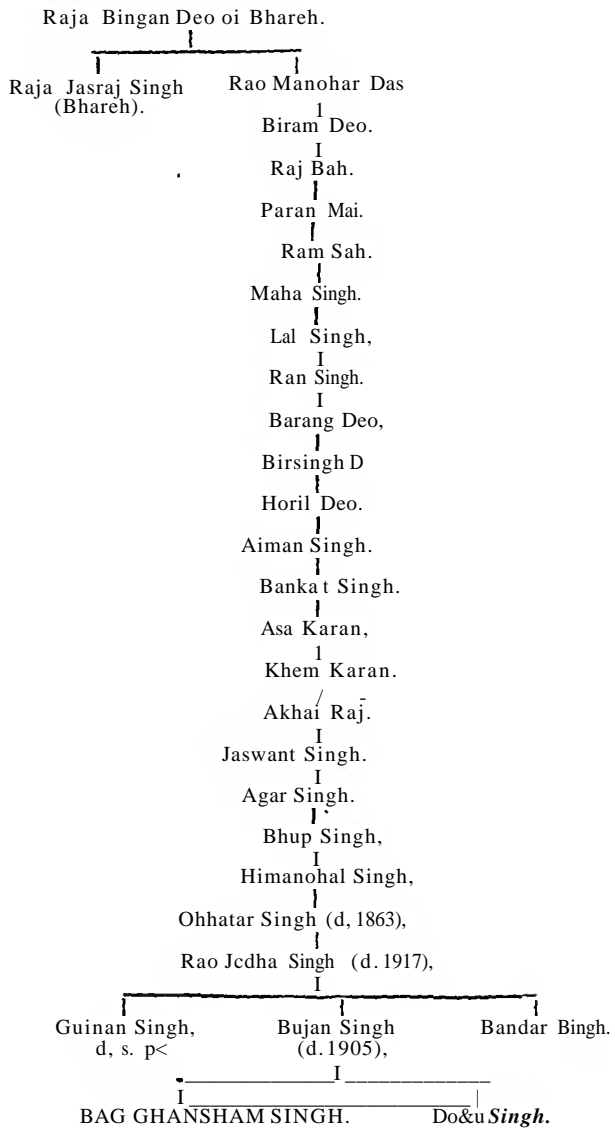 Raja Bingan Deo oi Bhareh.
Raja Jasraj Singh
(Bhareh).
Rao Manohar Das
Biram Deo.
Raj Bah.
Paran Mai.
Ram Sah.
Maha Singh.
Lal Singh,
Ran Singh.
Barang Deo,
Birsingh D
Horil Deo.
Aiman Singh.
Bankat Singh.
Asa Karan,
Khem Karan.
Akhai Raj.
Jaswant Singh.
Agar Singh.
Bhup Singh,
Himanohal Singh,
Ohhatar Singh (d, 1863),
Rao Jcdha Singh (d. 1917),
Guinan Singh,
d, s. p<
Bujan Singh
(d.1905),
Bandar Bingh.
BAG GHANSHAM SINGH.
Do&u Singh.